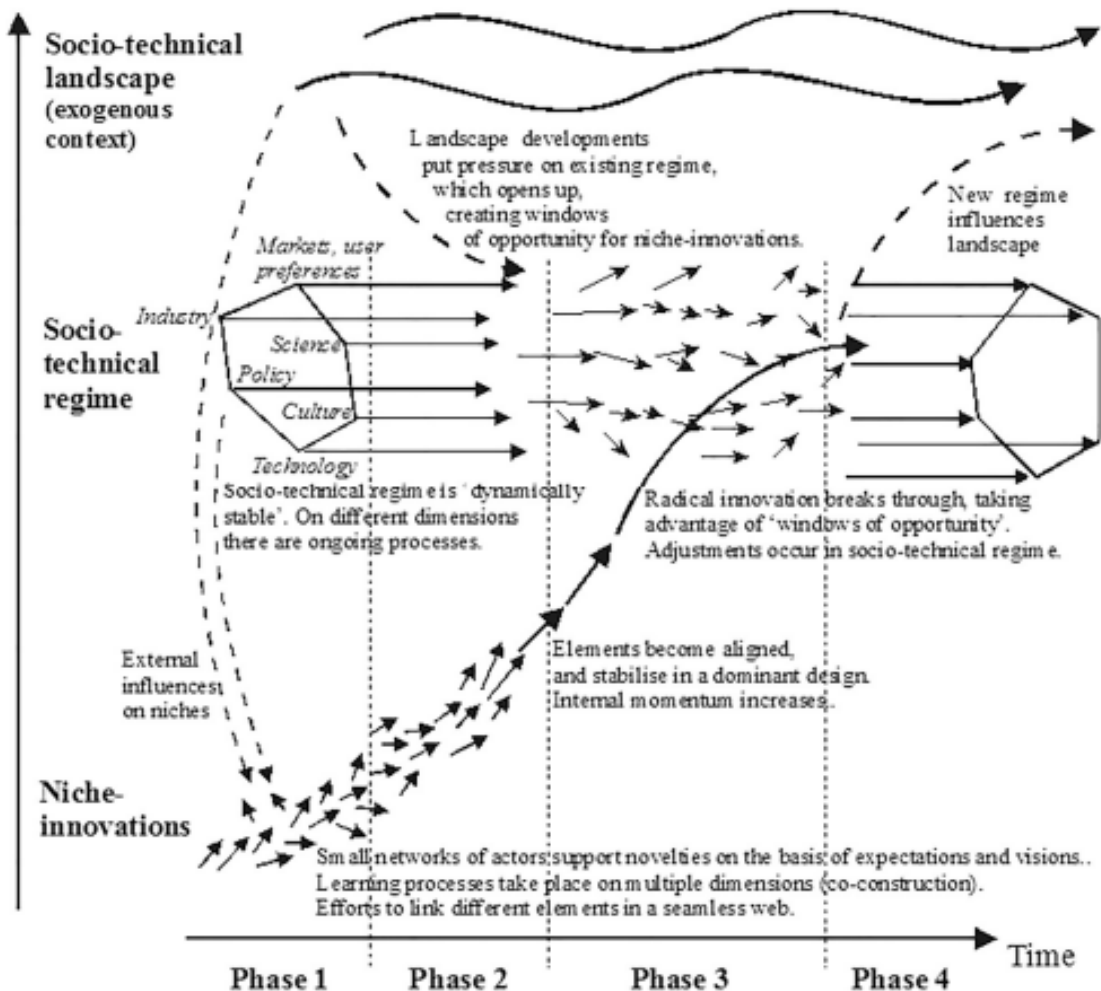 Socio-technical
landscape
(exogenous
context)
Landscape developments
put pressure on existing regime,
which opens up,
creating windows
of opportunity for niche-innovations.
New regime
influences
landscape
Markets, user
preferences
Industry
Science
Policy
Culture
Technology
Socio-
technical
regime
Socio-technical regime is ‘dynamically
stable’. On different dimensions
there are ongoing processes.
Radical innovation breaks through, taking
advantage of ‘windows of opportunity’.
Adjustments occur in socio-technical regime.
External
influences
on niches
Elements become aligned,
and stabilise in a dominant design.
Internal momentum increases..
Niche-
innovations
Small networks of actors support novelties on the basis of expectations and visions..
Learning processes take place on multiple dimensions (co-construction).
Efforts to link different elements in a seamless web.
Time
Phase 1
Phase 2
Phase 3
Phase 4